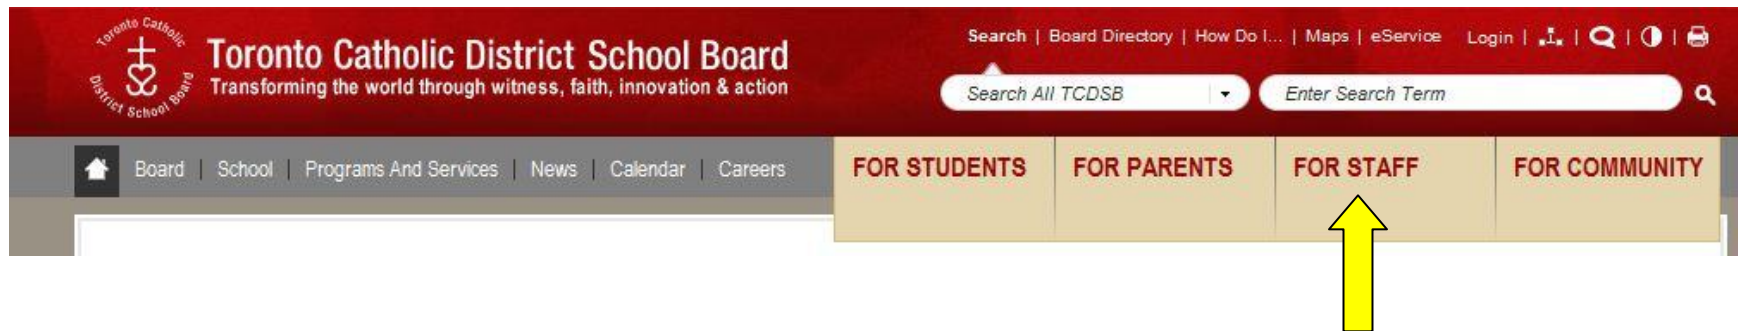 Toronto Catholic
District School Board
Toronto Catholic District School Board
Transforming the world through witness, faith, innovation & action
Search | Board Directory | How Do I... | Maps | eService Login
Search All TCDSB
Enter Search Term
Board | School | Programs And Services | News | Calendar | Careers
FOR STUDENTS
FOR PARENTS
FOR STAFF
FOR COMMUNITY